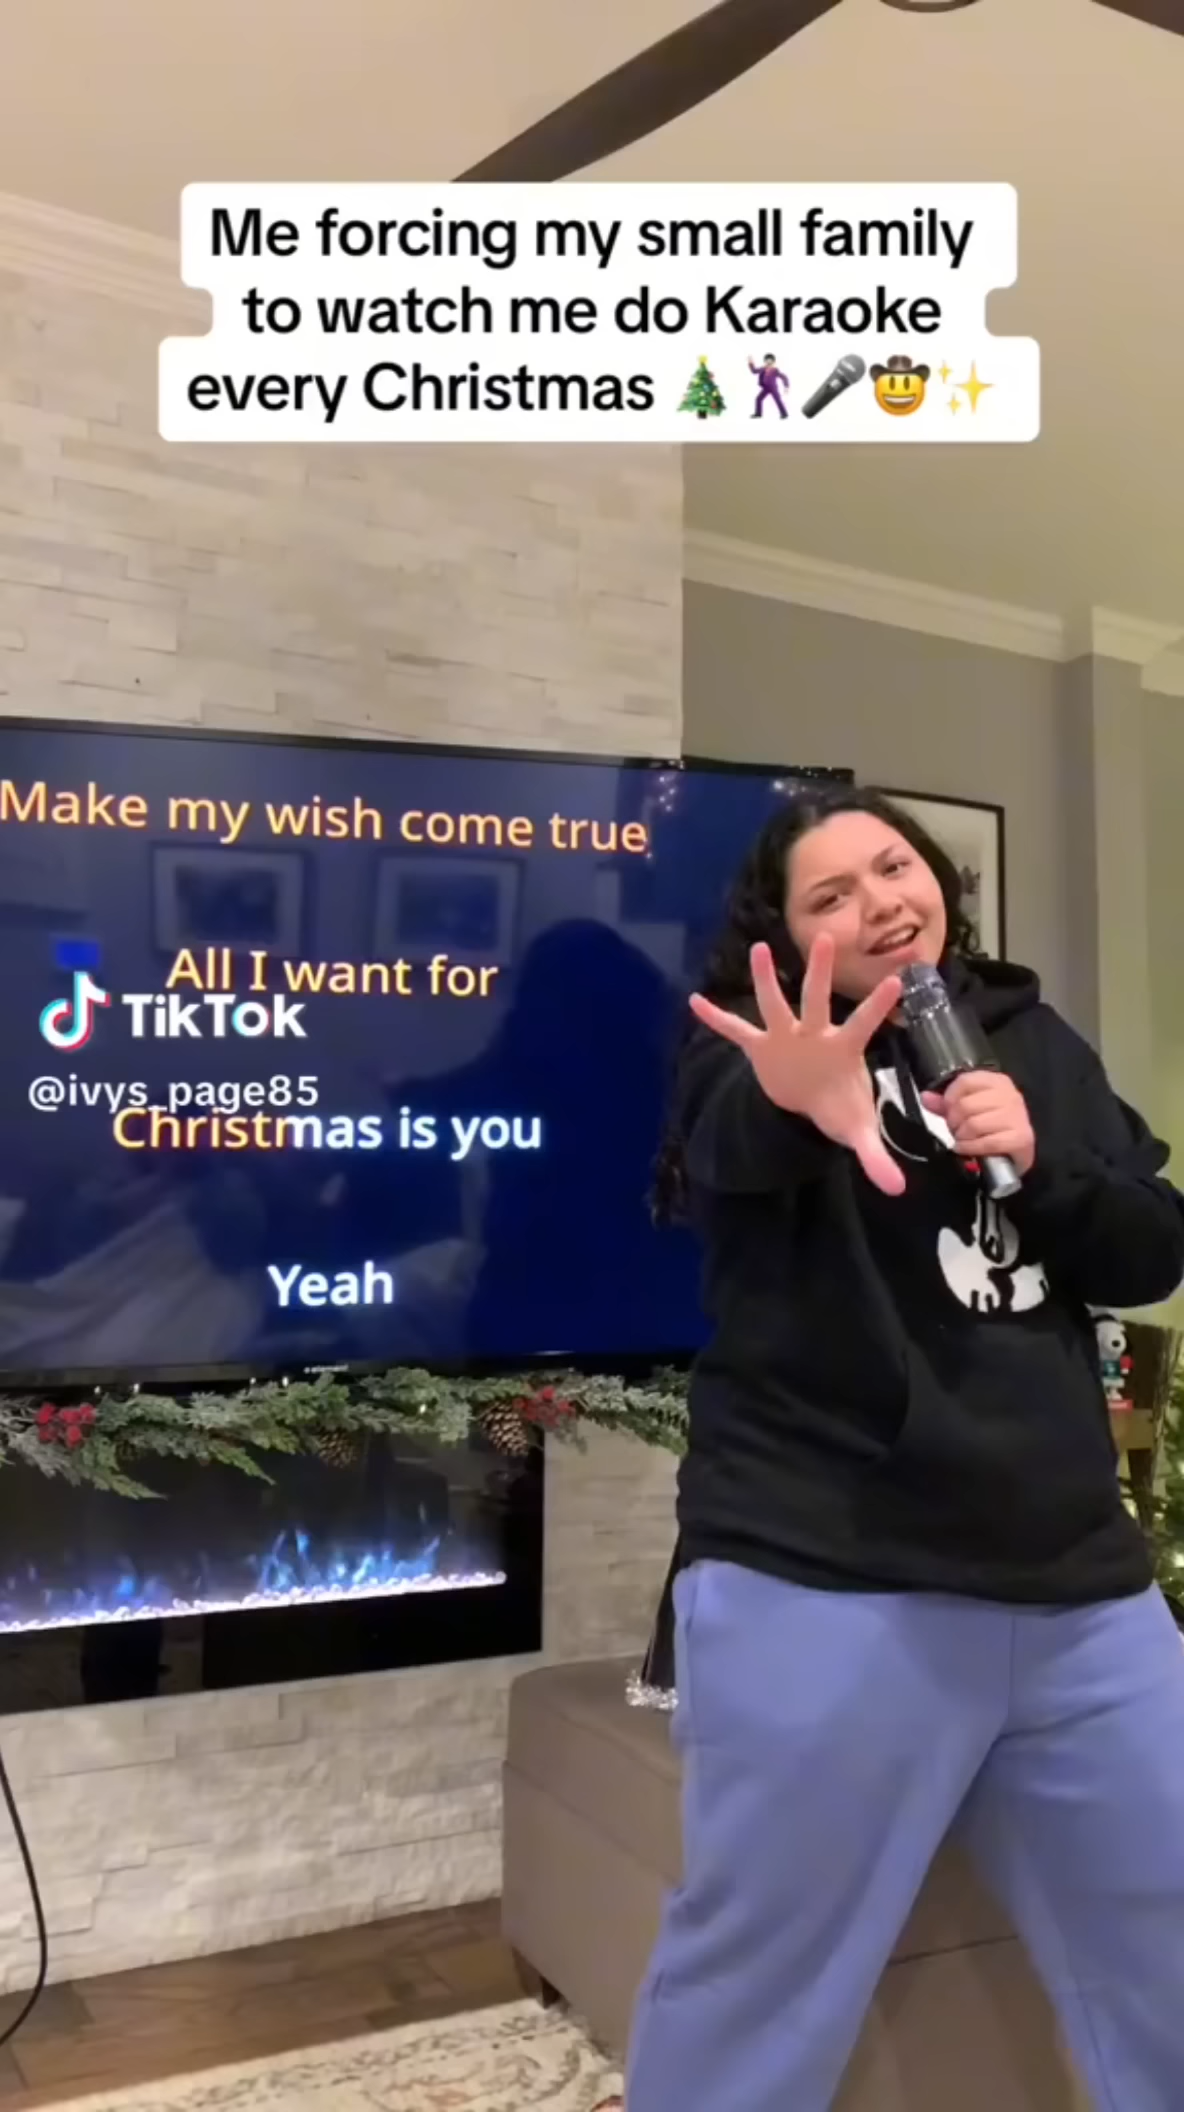 Me forcing my small family
to watch me do Karaoke
every Christmas 🎄🕺🏻🎤🤠✨
Make my wish come true
All I want for
TikTok
@ivys_page85
Christmas is you
Yeah
element